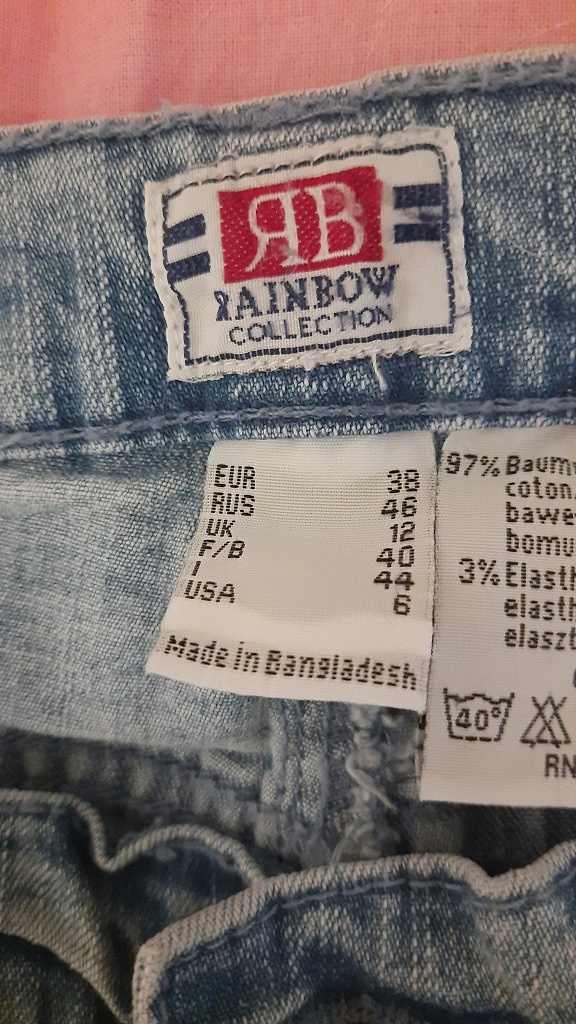 ЯB
RAINBOW
COLLECTION
EUR 38
RUS 46
UK 12
F/B 40
I 44
USA 6
Made in Bangladesh
97% Baumw
coton
bawe
bomu
3% Elasth
elasth
elaszt
40°
RN